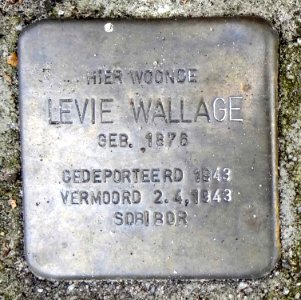 HIER WOONDE
LEVIE WALLAGE
GEB. 1876
GEDEPORTEERD 1943
VERMOORD 2.4.1943
SOBIBOR